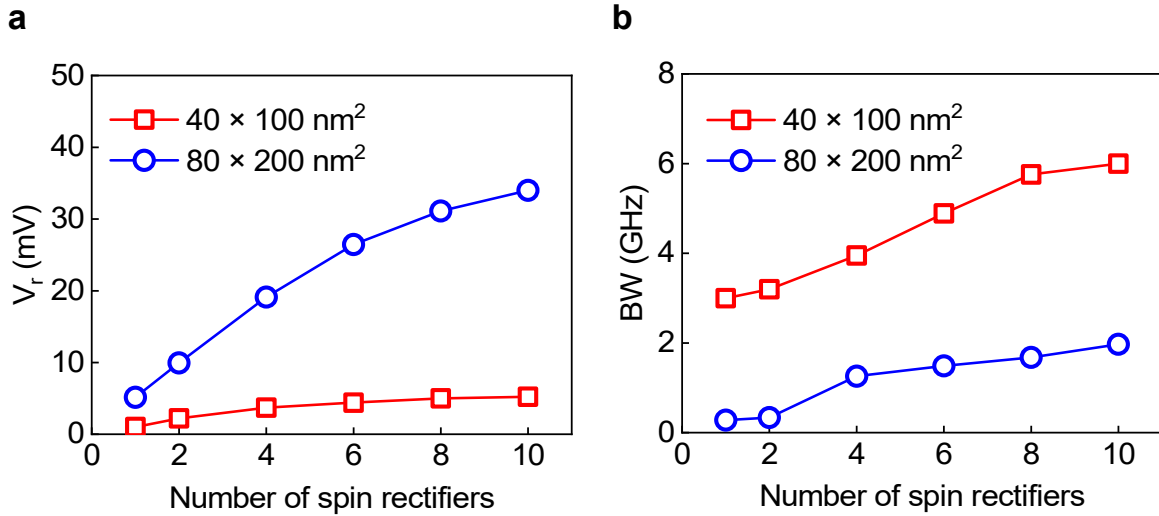 a
50
40
30
20
10
0
V_r (mV)
40 × 100 nm²
80 × 200 nm²
0 2 4 6 8 10
Number of spin rectifiers
b
8
6
4
2
0
BW (GHz)
40 × 100 nm²
80 × 200 nm²
0 2 4 6 8 10
Number of spin rectifiers